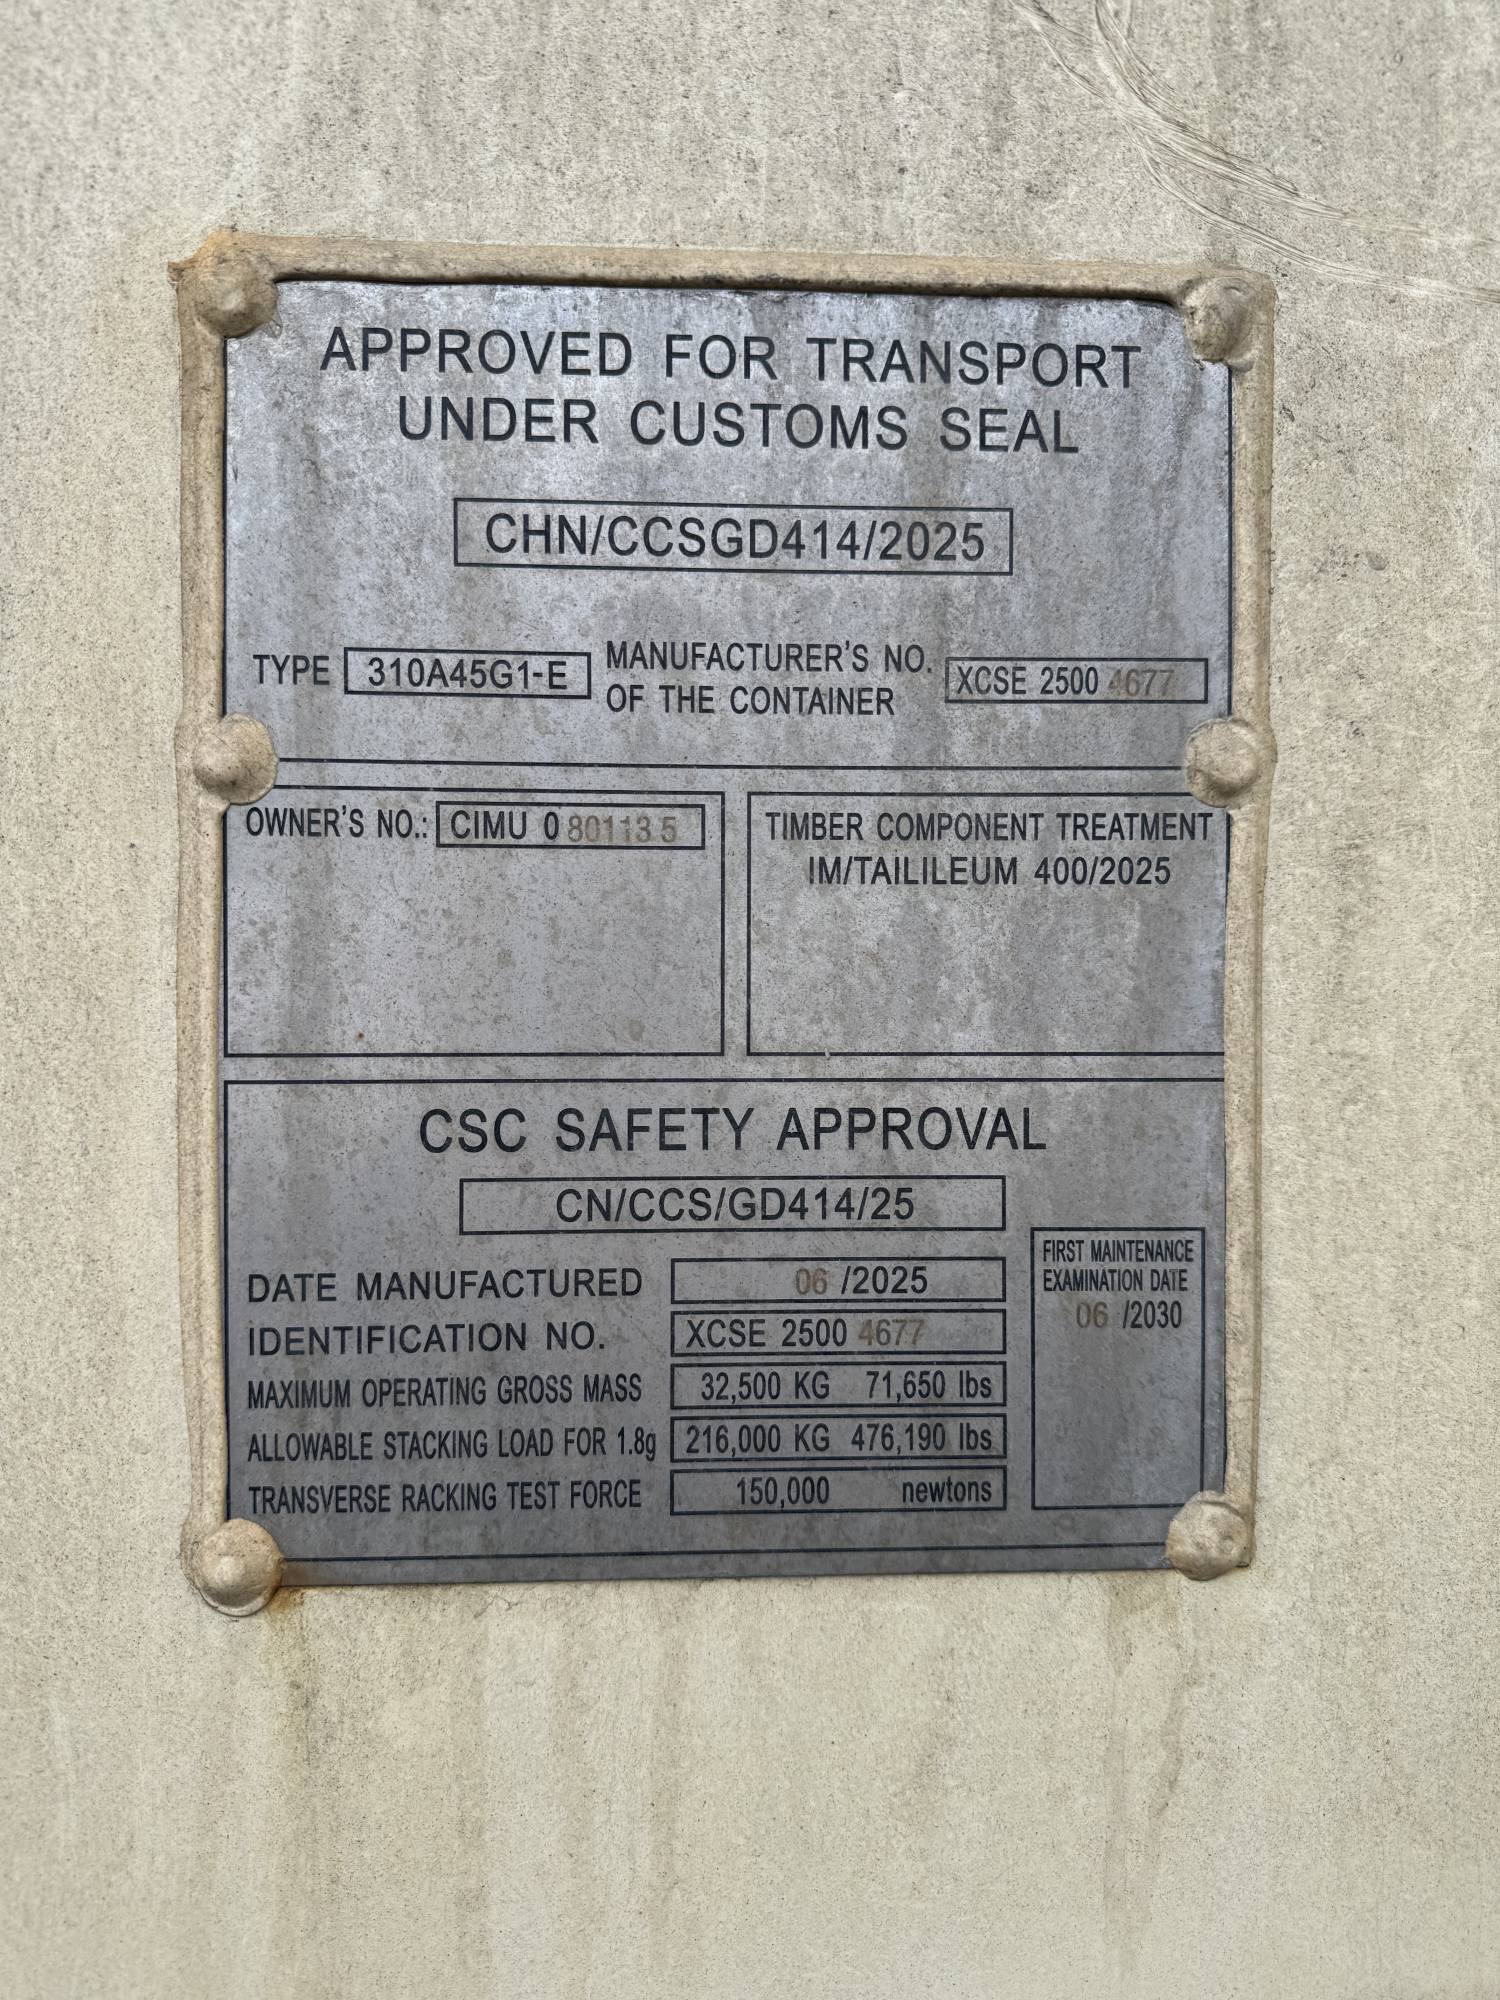 APPROVED FOR TRANSPORT
UNDER CUSTOMS SEAL
CHN/CCSGD414/2025
TYPE 310A45G1-E
MANUFACTURER'S NO.
OF THE CONTAINER
XCSE 2500 4677
OWNER'S NO.: CIMU 0 80113 5
TIMBER COMPONENT TREATMENT
IM/TAILILEUM 400/2025
CSC SAFETY APPROVAL
CN/CCS/GD414/25
DATE MANUFACTURED 06 /2025
IDENTIFICATION NO. XCSE 2500 4677
MAXIMUM OPERATING GROSS MASS 32,500 KG 71,650 lbs
ALLOWABLE STACKING LOAD FOR 1.8g 216,000 KG 476,190 lbs
TRANSVERSE RACKING TEST FORCE 150,000 newtons
FIRST MAINTENANCE
EXAMINATION DATE
06 /2030